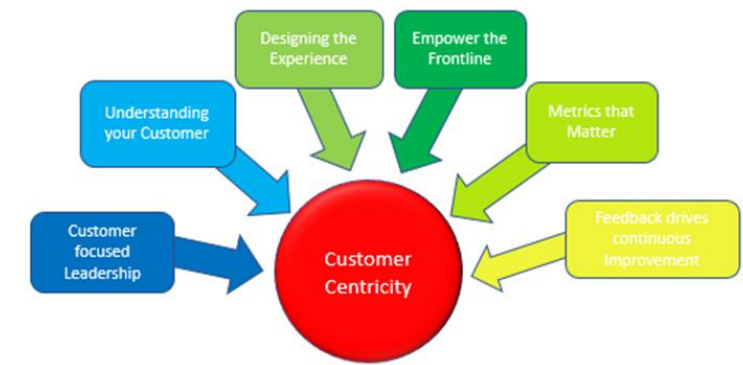 Designing the
Experience
Empower the
Frontline
Understanding
your Customer
Metrics that
Matter
Customer
focused
Leadership
Feedback drives
continuous
Improvement
Customer
Centricity